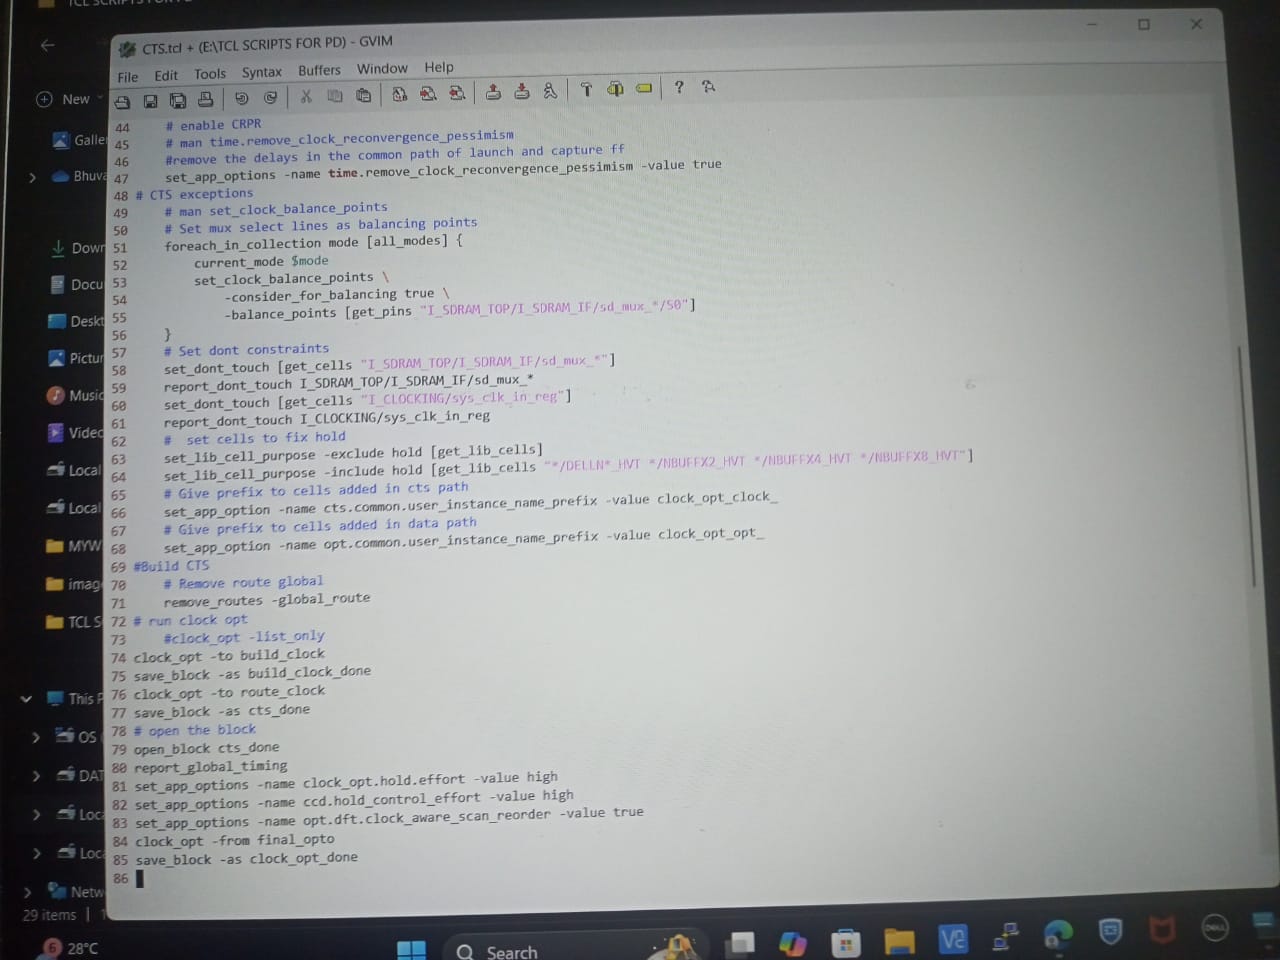 CTS.tcl + (E:\TCL SCRIPTS FOR PD) - GVIM
File Edit Tools Syntax Buffers Window Help
New
44 # enable CRPR
45 # man time.remove_clock_reconvergence_pessimism
46 #remove the delays in the common path of launch and capture ff
47 set_app_options -name time.remove_clock_reconvergence_pessimism -value true
48 # CTS exceptions
49 # man set_clock_balance_points
50 # Set mux select lines as balancing points
51 foreach_in_collection mode [all_modes] {
52 current_mode $mode
53 set_clock_balance_points \
54 -consider_for_balancing true \
55 -balance_points [get_pins "I_SDRAM_TOP/I_SDRAM_IF/sd_mux_*/S0"]
56 }
57 # Set dont constraints
58 set_dont_touch [get_cells "I_SDRAM_TOP/I_SDRAM_IF/sd_mux_*"]
59 report_dont_touch I_SDRAM_TOP/I_SDRAM_IF/sd_mux_*
60 set_dont_touch [get_cells "I_CLOCKING/sys_clk_in_reg"]
61 report_dont_touch I_CLOCKING/sys_clk_in_reg
62 # set cells to fix hold
63 set_lib_cell_purpose -exclude hold [get_lib_cells]
64 set_lib_cell_purpose -include hold [get_lib_cells "*/DELLN*_HVT */NBUFFX2_HVT */NBUFFX4_HVT */NBUFFX8_HVT"]
65 # Give prefix to cells added in cts path
66 set_app_option -name cts.common.user_instance_name_prefix -value clock_opt_clock_
67 # Give prefix to cells added in data path
68 set_app_option -name opt.common.user_instance_name_prefix -value clock_opt_opt_
69 #Build CTS
70 # Remove route global
71 remove_routes -global_route
72 # run clock opt
73 #clock_opt -list_only
74 clock_opt -to build_clock
75 save_block -as build_clock_done
76 clock_opt -to route_clock
77 save_block -as cts_done
78 # open the block
79 open_block cts_done
80 report_global_timing
81 set_app_options -name clock_opt.hold.effort -value high
82 set_app_options -name ccd.hold_control_effort -value high
83 set_app_options -name opt.dft.clock_aware_scan_reorder -value true
84 clock_opt -from final_opto
85 save_block -as clock_opt_done
86
Galle
Bhuva
Down
Docu
Deskt
Pictur
Music
Videc
Local
Local
MYW
imag
TCL S
This P
OS
DAT
Loca
Loca
Netw
29 items
6
28°C
Search
DELL